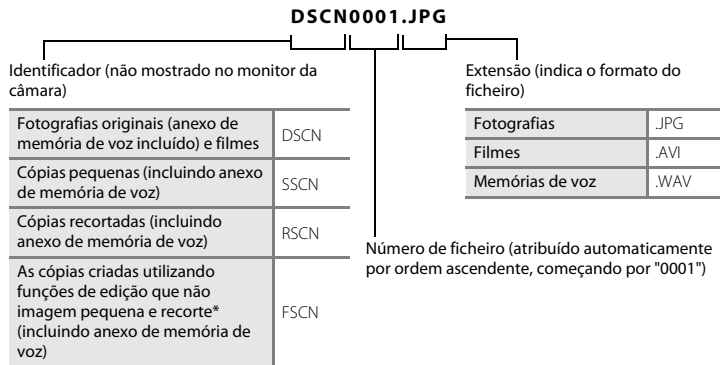 DSCN0001.JPG
Identificador (não mostrado no monitor da
câmara)
Fotografias originais (anexo de
memória de voz incluído) e filmes
DSCN
Cópias pequenas (incluindo anexo
de memória de voz)
SSCN
Cópias recortadas (incluindo
anexo de memória de voz)
RSCN
As cópias criadas utilizando
funções de edição que não
imagem pequena e recorte*
(incluindo anexo de memória de
voz)
FSCN
Extensão (indica o formato do
ficheiro)
Fotografias .JPG
Filmes .AVI
Memórias de voz .WAV
Número de ficheiro (atribuído automaticamente
por ordem ascendente, começando por "0001")